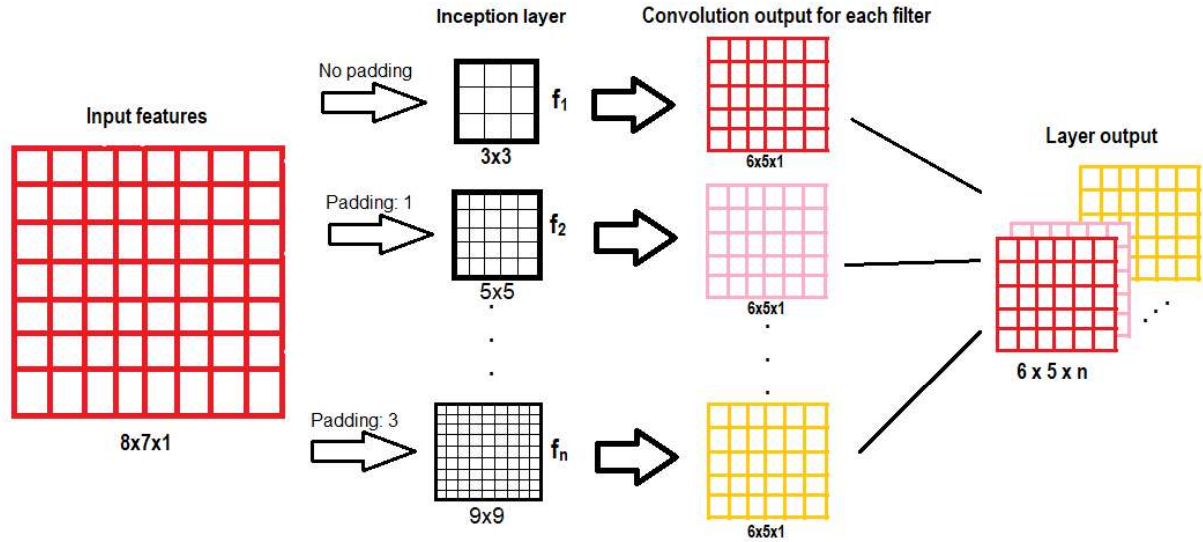 Inception layer
Convolution output for each filter
Input features
No padding
f1
3x3
6x5x1
Layer output
Padding: 1
f2
5x5
6x5x1
6 x 5 x n
Padding: 3
fn
9x9
6x5x1
8x7x1